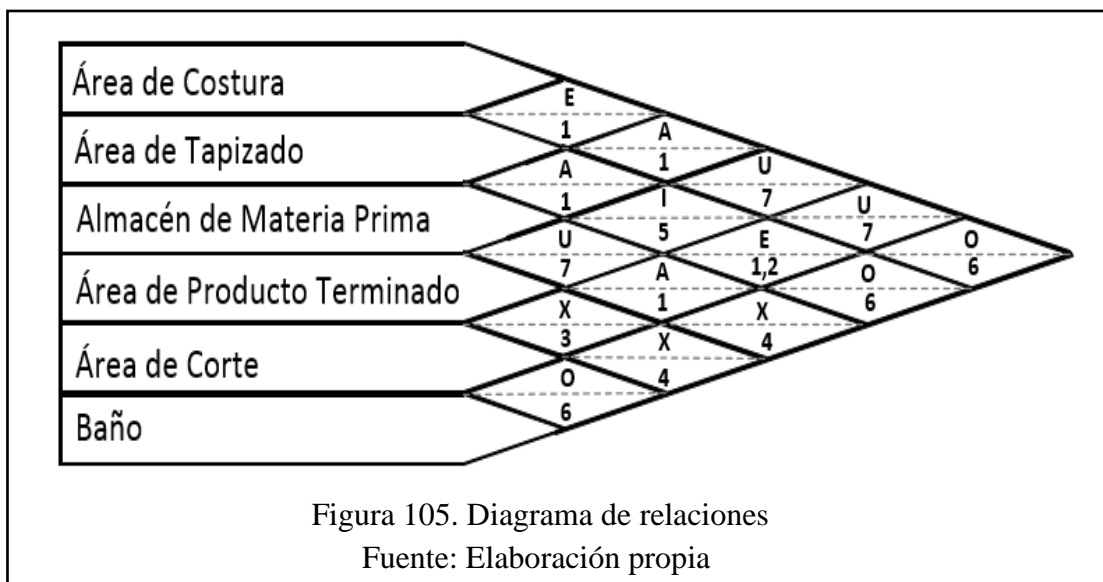 Área de Costura
E
1
A
1
Área de Tapizado
U
7
A
1
I
5
U
7
Almacén de Materia Prima
E
1,2
O
6
U
7
A
1
O
6
Área de Producto Terminado
X
3
X
4
X
4
Área de Corte
O
6
Baño
Figura 105. Diagrama de relaciones
Fuente: Elaboración propia